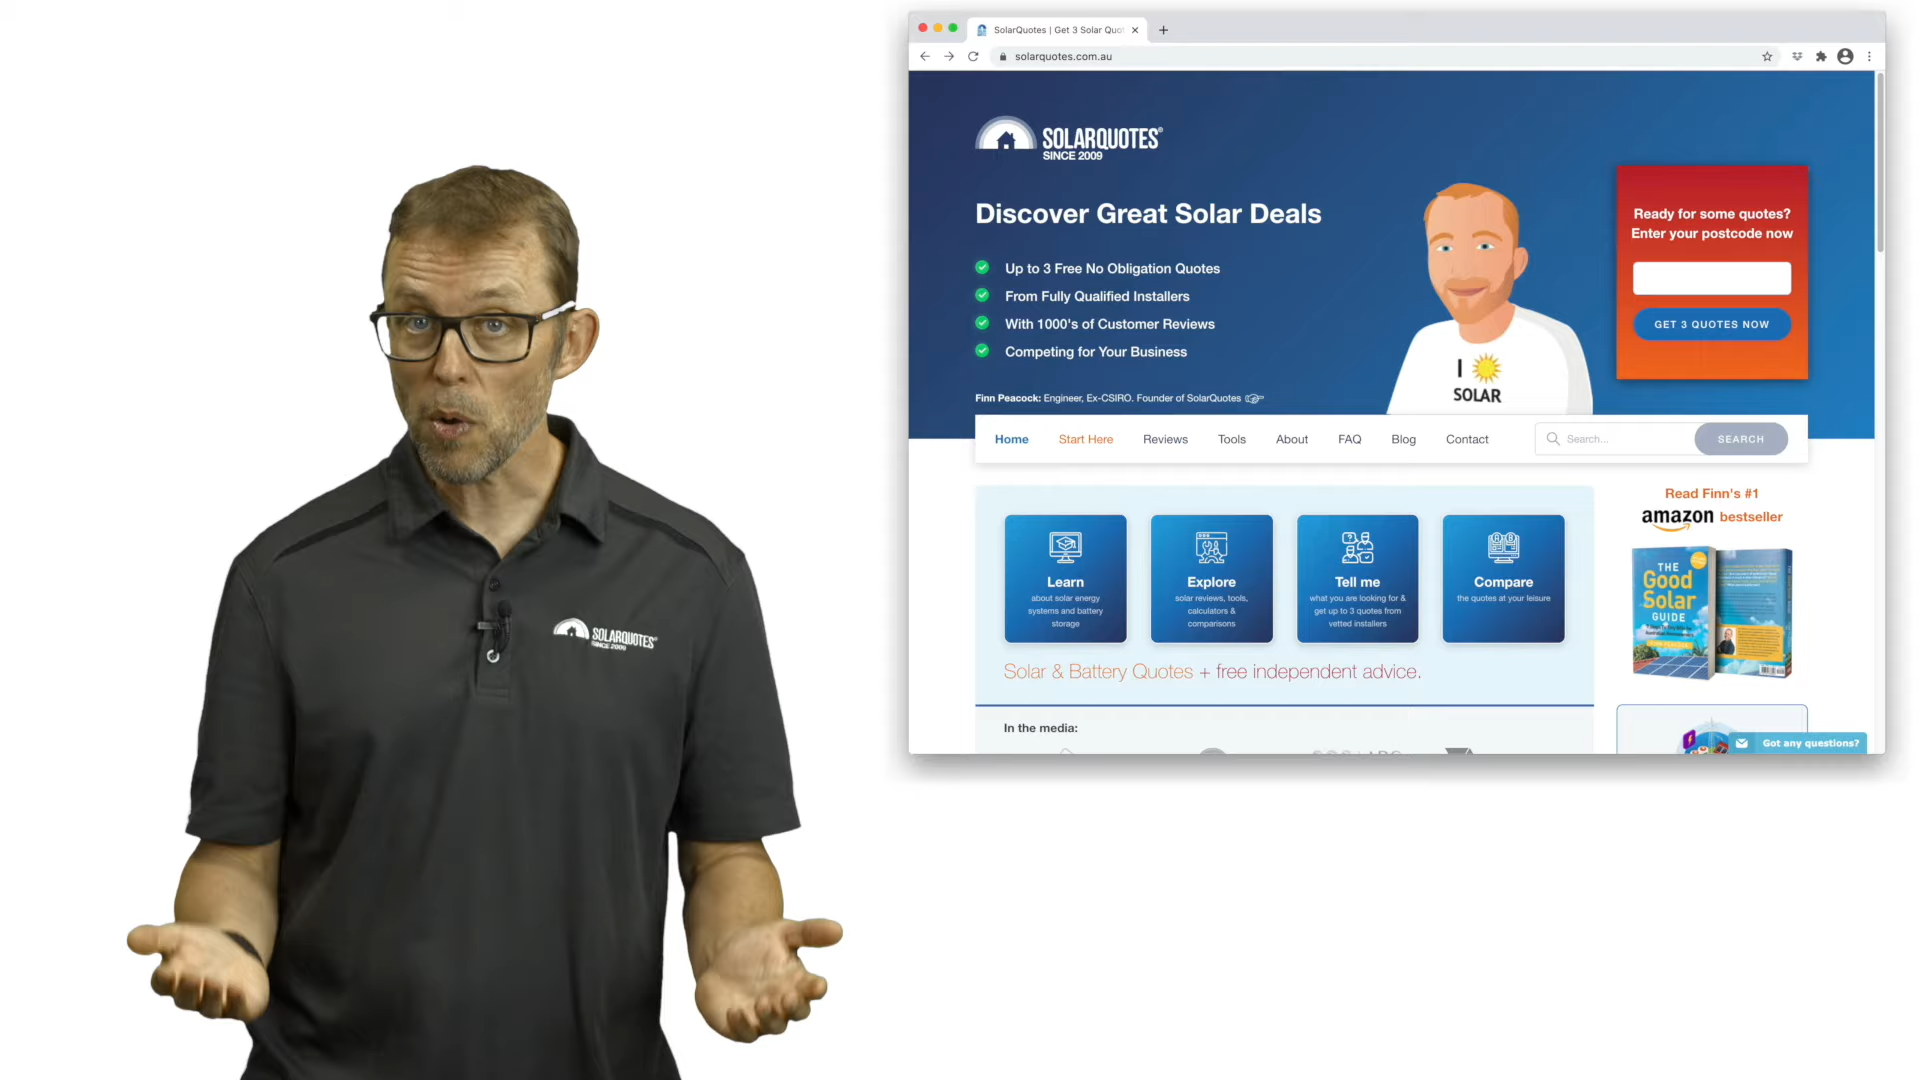 SolarQuotes | Get 3 Solar Quo
solarquotes.com.au
SOLARQUOTES®
SINCE 2009
Discover Great Solar Deals
Up to 3 Free No Obligation Quotes
From Fully Qualified Installers
With 1000's of Customer Reviews
Competing for Your Business
Finn Peacock: Engineer, Ex-CSIRO. Founder of SolarQuotes
I
SOLAR
Ready for some quotes?
Enter your postcode now
GET 3 QUOTES NOW
Home Start Here Reviews Tools About FAQ Blog Contact Search... SEARCH
Learn
about solar energy
systems and battery
storage
Explore
solar reviews, tools,
calculators &
comparisons
Tell me
what you are looking for &
get up to 3 quotes from
vetted installers
Compare
the quotes at your leisure
Solar & Battery Quotes + free independent advice.
In the media:
Read Finn's #1
amazon bestseller
THE
Good
Solar
GUIDE
Got any questions?
SOLARQUOTES®
SINCE 2009